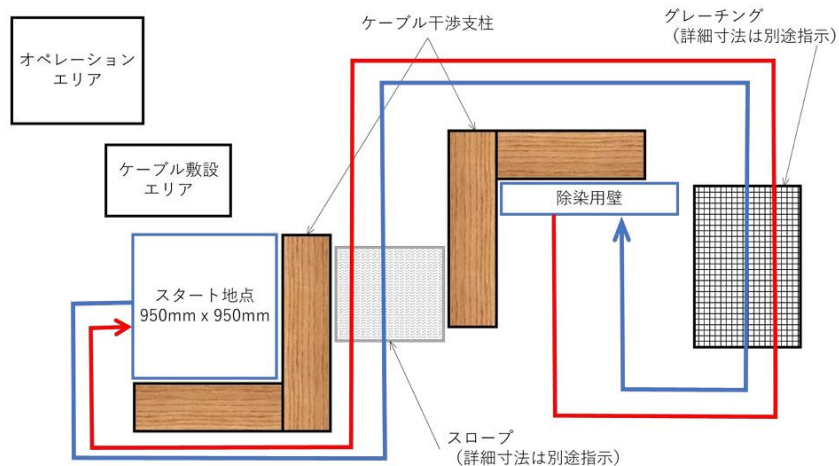 オペレーション
エリア
ケーブル干渉支柱
グレーチング
（詳細寸法は別途指示）
ケーブル敷設
エリア
除染用壁
スタート地点
950mm x 950mm
スロープ
（詳細寸法は別途指示）